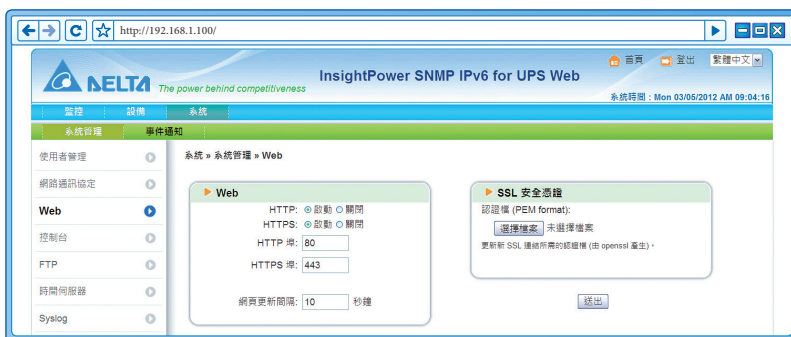 http://192.168.1.100/
首頁 登出 繁體中文
DELTA The power behind competitiveness
InsightPower SNMP IPv6 for UPS Web
系統時間 : Mon 03/05/2012 AM 09:04:16
監控 設備 系統
系統管理 事件通知
使用者管理
網路通訊協定
Web
控制台
FTP
時間伺服器
Syslog
系統 » 系統管理 » Web
Web
HTTP: 啟動 關閉
HTTPS: 啟動 關閉
HTTP 埠: 80
HTTPS 埠: 443
網頁更新間隔: 10 秒鐘
SSL 安全憑證
認證檔 (PEM format):
選擇檔案 未選擇檔案
更新新 SSL 連結所需的認證檔 (由 openssl 產生)。
送出